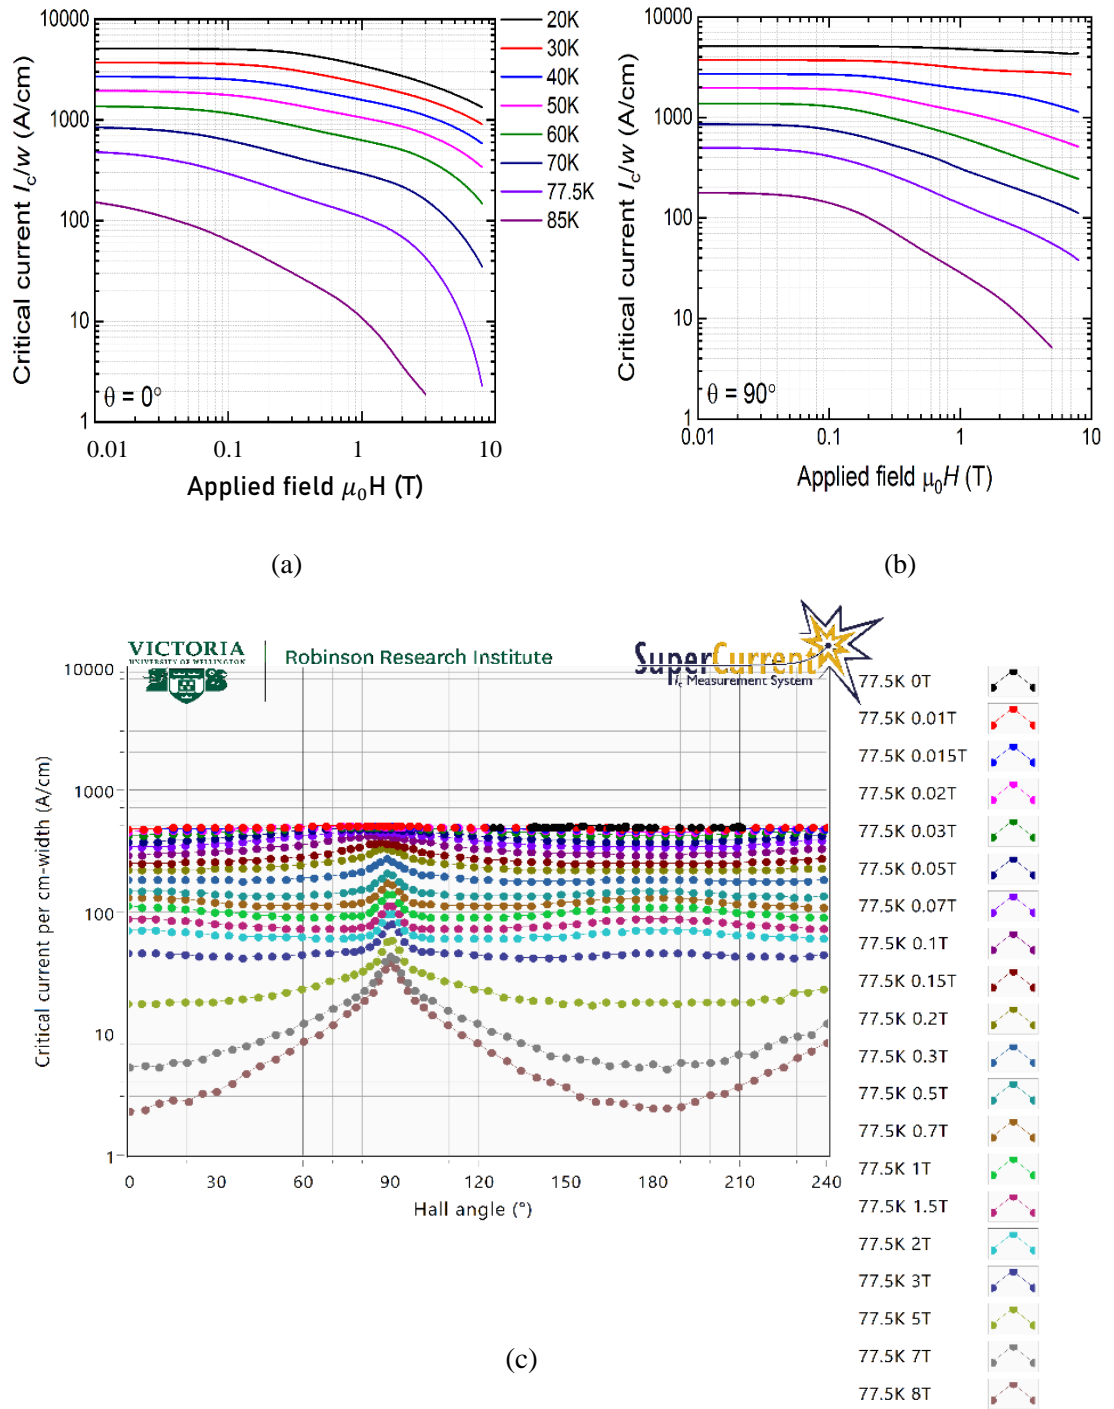 10000
1000
100
10
1
Critical current Ic/w (A/cm)
θ = 0°
0.01
0.1
1
10
Applied field μ₀H (T)
20K
30K
40K
50K
60K
70K
77.5K
85K
(a)
10000
1000
100
10
1
Critical current Ic/w (A/cm)
θ = 90°
0.01
0.1
1
10
Applied field μ₀H (T)
(b)
VICTORIA
UNIVERSITY OF WELLINGTON
Robinson Research Institute
SuperCurrent
Ic Measurement System
10000
1000
100
10
1
Critical current per cm-width (A/cm)
0
30
60
90
120
150
180
210
240
Hall angle (°)
77.5K 0T
77.5K 0.01T
77.5K 0.015T
77.5K 0.02T
77.5K 0.03T
77.5K 0.05T
77.5K 0.07T
77.5K 0.1T
77.5K 0.15T
77.5K 0.2T
77.5K 0.3T
77.5K 0.5T
77.5K 0.7T
77.5K 1T
77.5K 1.5T
77.5K 2T
77.5K 3T
77.5K 5T
77.5K 7T
77.5K 8T
(c)